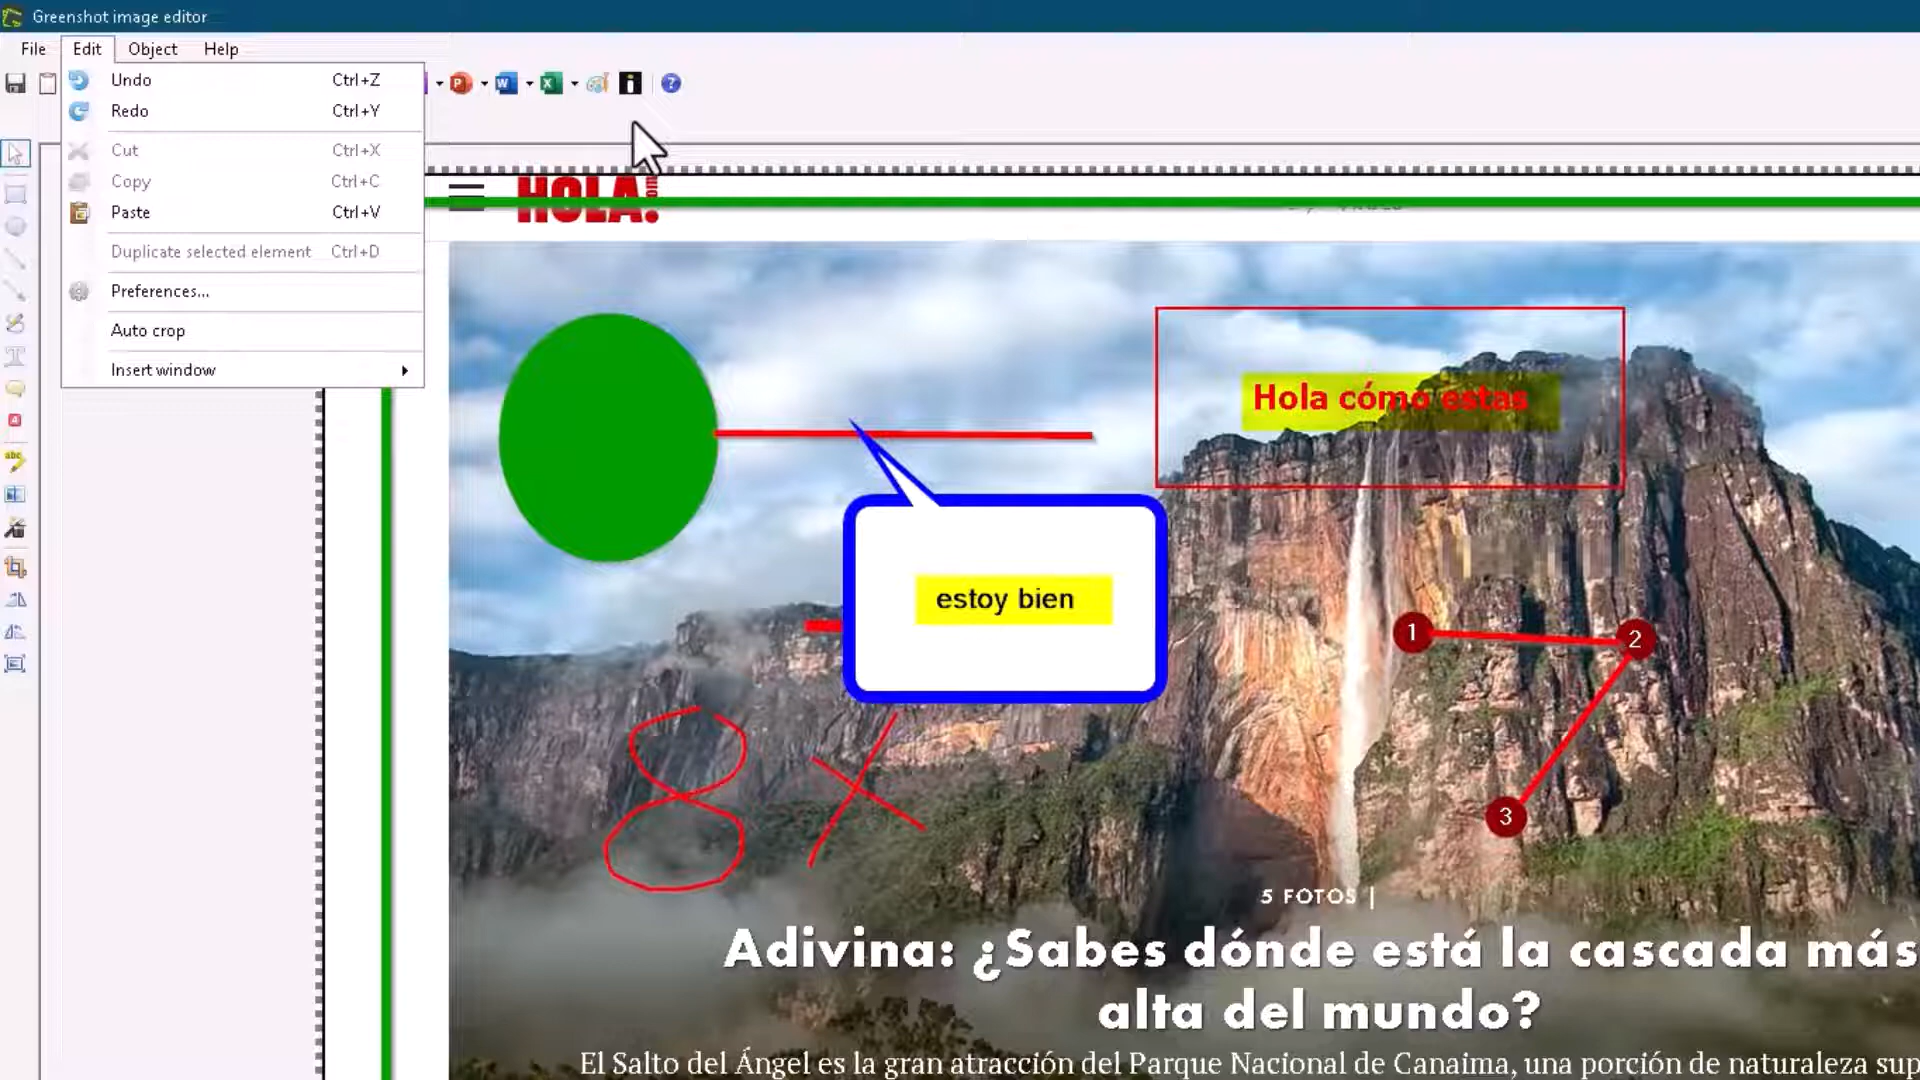 Greenshot image editor
File Edit Object Help
Undo Ctrl+Z
Redo Ctrl+Y
Cut Ctrl+X
Copy Ctrl+C
Paste Ctrl+V
Duplicate selected element Ctrl+D
Preferences...
Auto crop
Insert window
HOLA!
Hola cómo estas
estoy bien
1
2
3
8 X
5 FOTOS |
Adivina: ¿Sabes dónde está la cascada más
alta del mundo?
El Salto del Ángel es la gran atracción del Parque Nacional de Canaima, una porción de naturaleza sup